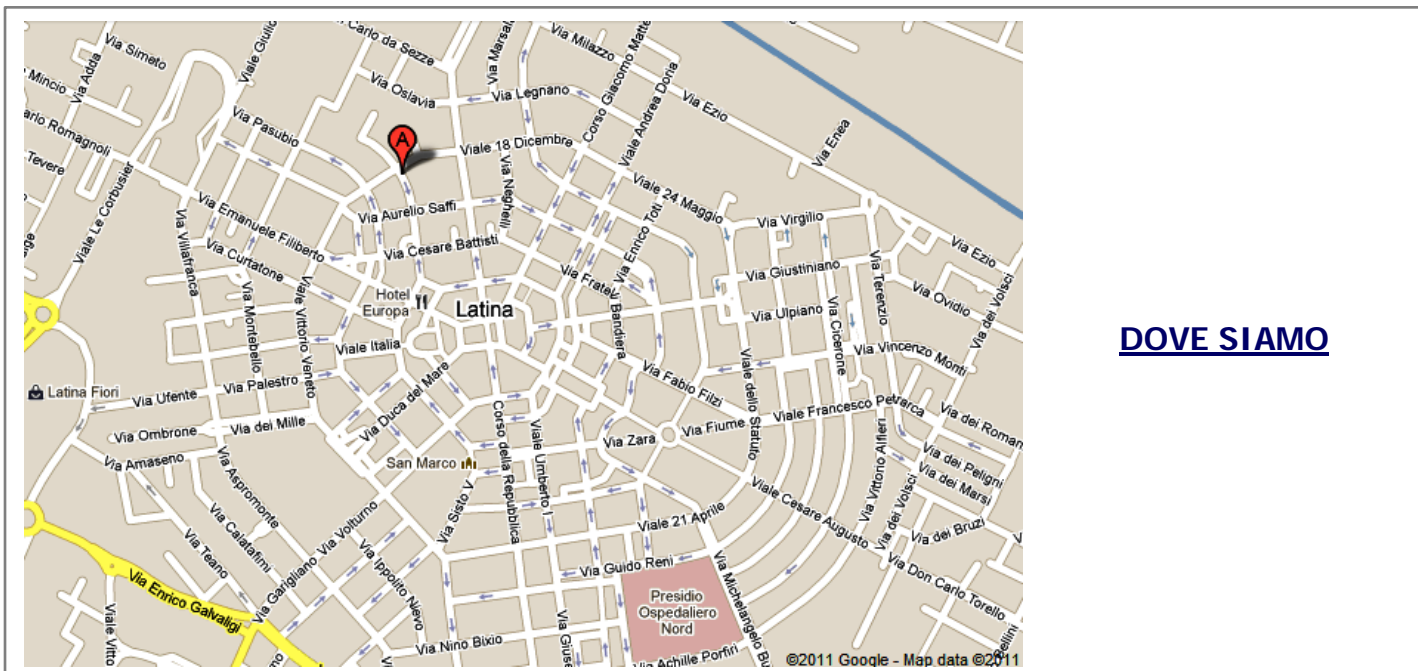 Via Simeto
Via Adda
Mincio
Via Giulio
Carlo da Sezze
Via Marsala
Via Milazzo
Corso Giacomo Matte
Viale Andrea Doria
Via Ezio
Via Oslavia
Via Legnano
Via Enea
arlo Romagnoli
Via Pasubio
A
Viale 18 Dicembre
Tevere
Viale Le Corbusier
Via Neghelli
Viale 24 Maggio
Via Aurelio Saffi
Via Virgilio
Via Emanuele Filiberto
Via Villafranca
Via Curtatone
Via Cesare Battisti
Via Enrico Toti
Via Ezio
Via Giustiniano
Via Terenzio
Via Ovidio
Via dei Volsci
Via Fratelli Bandiera
Hotel
Europa
Latina
Via Montebello
Viale Vittorio Veneto
Via Ulpiano
Via Cicerone
Viale Italia
Via Vincenzo Monti
DOVE SIAMO
Latina Fiori
Via Ufente
Via Palestro
Via Duca del Mare
Via Fabio Filzi
Viale dello Statuto
Viale Francesco Petrarca
Via dei Roman
Via Ombrone
Via dei Mille
Corso della Repubblica
Viale Umberto I
Via Zara
Via Fiume
Via Vittorio Alfieri
Via Amaseno
San Marco
Via dei Peligni
Via dei Marsi
Via Aspromonte
Via Sisto V
Viale Cesare Augusto
Via dei Volsci
Via dei Bruzi
Via Calatafimi
Via Garigliano
Via Volturno
Viale 21 Aprile
Via Teano
Via Ippolito Nievo
Via Guido Reni
Via Don Carlo Torello
Via Enrico Galvaligi
Presidio
Ospedaliero
Nord
Via Michelangelo Bu
Viale Vitto
Via Nino Bixio
Via Giuse
Via Achille Porfiri
Bellini
©2011 Google - Map data ©2011